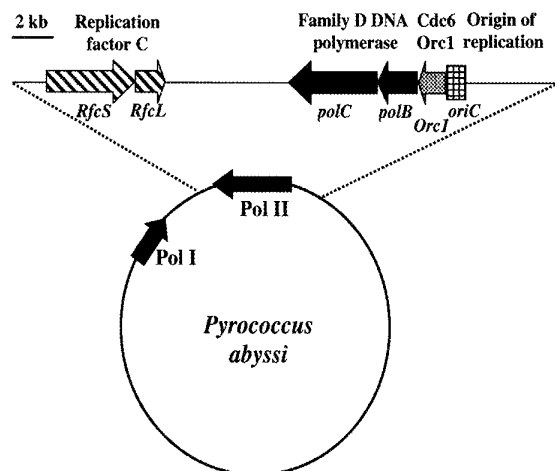 2 kb
Replication
factor C
Family D DNA
polymerase
Cdc6
Orc1
Origin of
replication
RfcS
RfcL
polC
polB
Orc1
oriC
Pol II
Pol I
Pyrococcus
abyssi